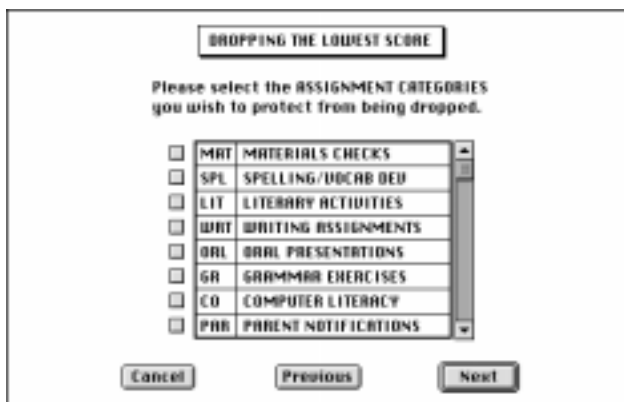 DROPPING THE LOWEST SCORE
Please select the ASSIGNMENT CATEGORIES
you wish to protect from being dropped.
MAT MATERIALS CHECKS
SPL SPELLING/VOCAB DEV
LIT LITERARY ACTIVITIES
WRT WRITING ASSIGNMENTS
ORL ORAL PRESENTATIONS
GR GRAMMAR EXERCISES
CO COMPUTER LITERACY
PAR PARENT NOTIFICATIONS
Cancel Previous Next